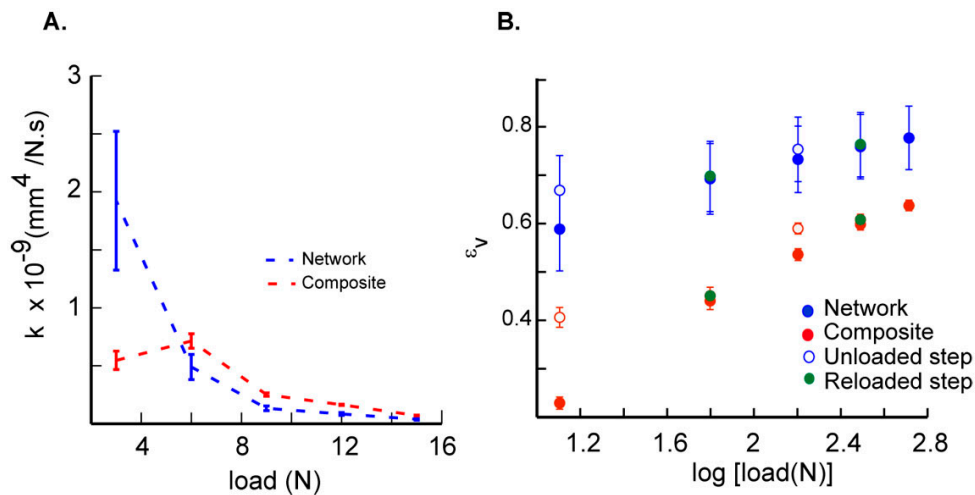 A.
k x 10⁻⁹(mm⁴ /N.s)
3
2
1
4
8
12
16
load (N)
Network
Composite
B.
εv
0.8
0.6
0.4
1.2
1.6
2
2.4
2.8
log [load(N)]
Network
Composite
Unloaded step
Reloaded step